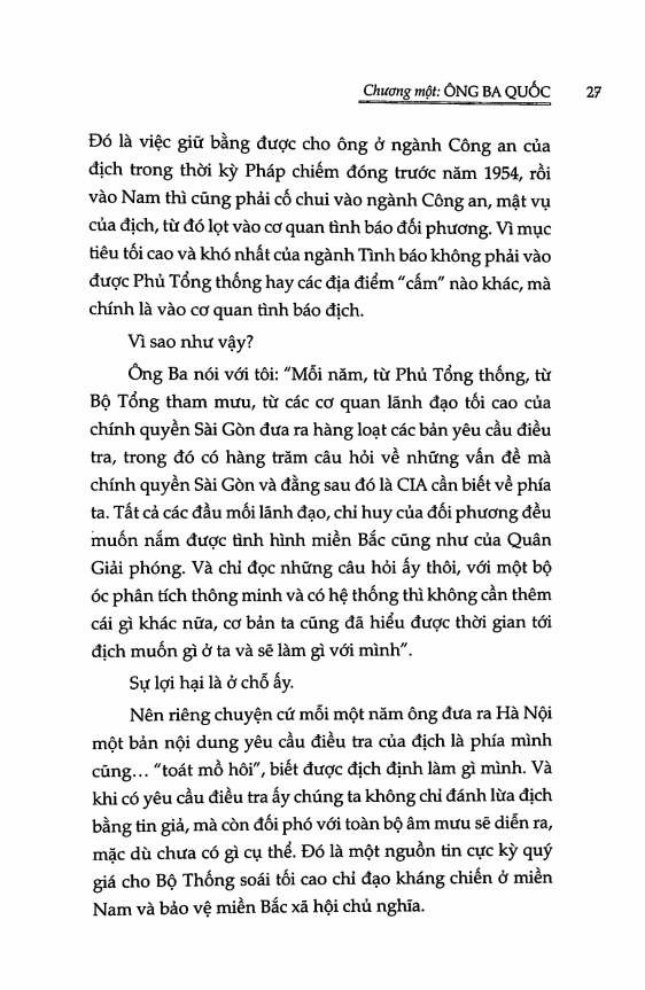 Chương một: ÔNG BA QUỐC 27
Đó là việc giữ bằng được cho ông ở ngành Công an của
địch trong thời kỳ Pháp chiếm đóng trước năm 1954, rồi
vào Nam thì cũng phải cố chui vào ngành Công an, mật vụ
của địch, từ đó lọt vào cơ quan tình báo đối phương. Vì mục
tiêu tối cao và khó nhất của ngành Tình báo không phải vào
được Phủ Tổng thống hay các địa điểm "cấm" nào khác, mà
chính là vào cơ quan tình báo địch.
Vì sao như vậy?
Ông Ba nói với tôi: "Mỗi năm, từ Phủ Tổng thống, từ
Bộ Tổng tham mưu, từ các cơ quan lãnh đạo tối cao của
chính quyền Sài Gòn đưa ra hàng loạt các bản yêu cầu điều
tra, trong đó có hàng trăm câu hỏi về những vấn đề mà
chính quyền Sài Gòn và đằng sau đó là CIA cần biết về phía
ta. Tất cả các đầu mối lãnh đạo, chỉ huy của đối phương đều
muốn nắm được tình hình miền Bắc cũng như của Quân
Giải phóng. Và chỉ đọc những câu hỏi ấy thôi, với một bộ
óc phân tích thông minh và có hệ thống thì không cần thêm
cái gì khác nữa, cơ bản ta cũng đã hiểu được thời gian tới
địch muốn gì ở ta và sẽ làm gì với mình".
Sự lợi hại là ở chỗ ấy.
Nên riêng chuyện cứ mỗi một năm ông đưa ra Hà Nội
một bản nội dung yêu cầu điều tra của địch là phía mình
cũng... "toát mồ hôi", biết được địch định làm gì mình. Và
khi có yêu cầu điều tra ấy chúng ta không chỉ đánh lừa địch
bằng tin giả, mà còn đối phó với toàn bộ âm mưu sẽ diễn ra,
mặc dù chưa có gì cụ thể. Đó là một nguồn tin cực kỳ quý
giá cho Bộ Thống soái tối cao chỉ đạo kháng chiến ở miền
Nam và bảo vệ miền Bắc xã hội chủ nghĩa.